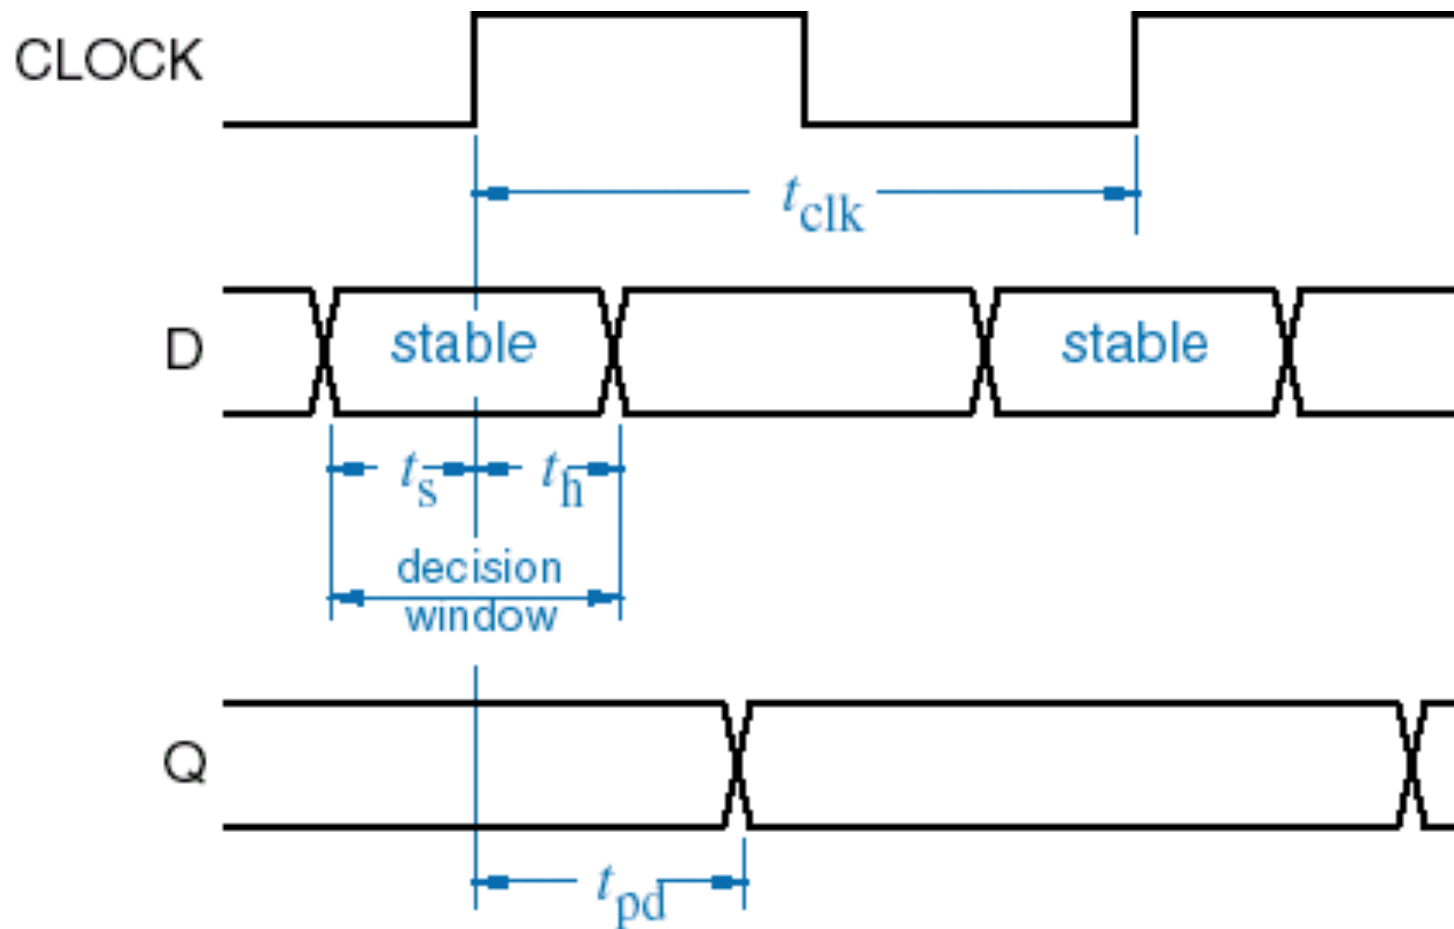 CLOCK
tclk
D
stable
stable
ts
th
decision
window
Q
tpd